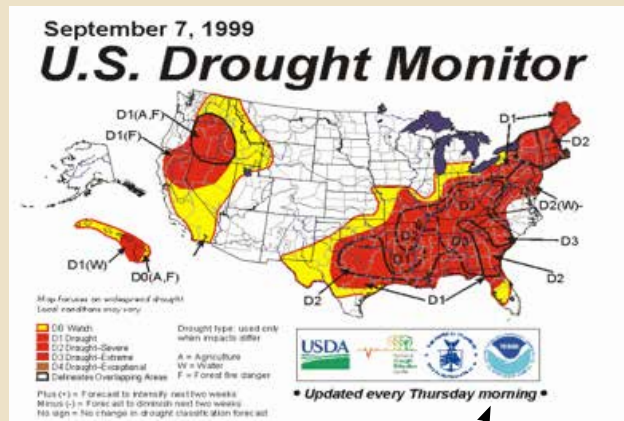 September 7, 1999
U.S. Drought Monitor
D1(A,F)
D1(F)
D1
D2
D2(W)-
D3
D2
D1
D2
D1(W)
D0(A,F)
D3
D3
Map focuses on widespread drought.
Local conditions may vary.
D0 Watch
D1 Drought
D2 Drought-Severe
D3 Drought-Extreme
D4 Drought-Exceptional
Delineates Overlapping Areas
Drought type: used only
when impacts differ
A = Agriculture
W = Water
F = Forest fire danger
Plus (+) = Forecast to intensify next two weeks
Minus (-) = Forecast to diminish next two weeks
No sign = No change in drought classification forecast
USDA
• Updated every Thursday morning •